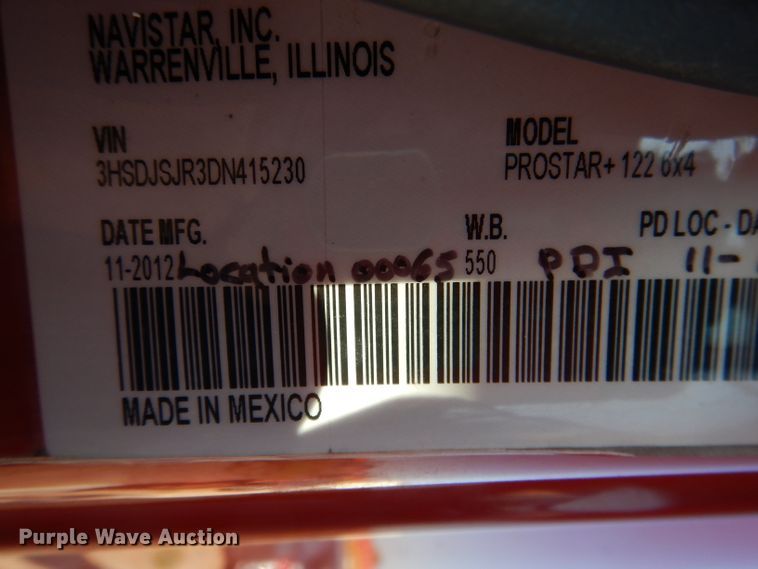 NAVISTAR, INC.
WARRENVILLE, ILLINOIS
VIN
3HSDJSJR3DN415230
MODEL
PROSTAR+ 122 6x4
DATE MFG.
W.B.
PD LOC - DA
11-2012 Location 00065 550 PDI 11-
MADE IN MEXICO
Purple Wave Auction